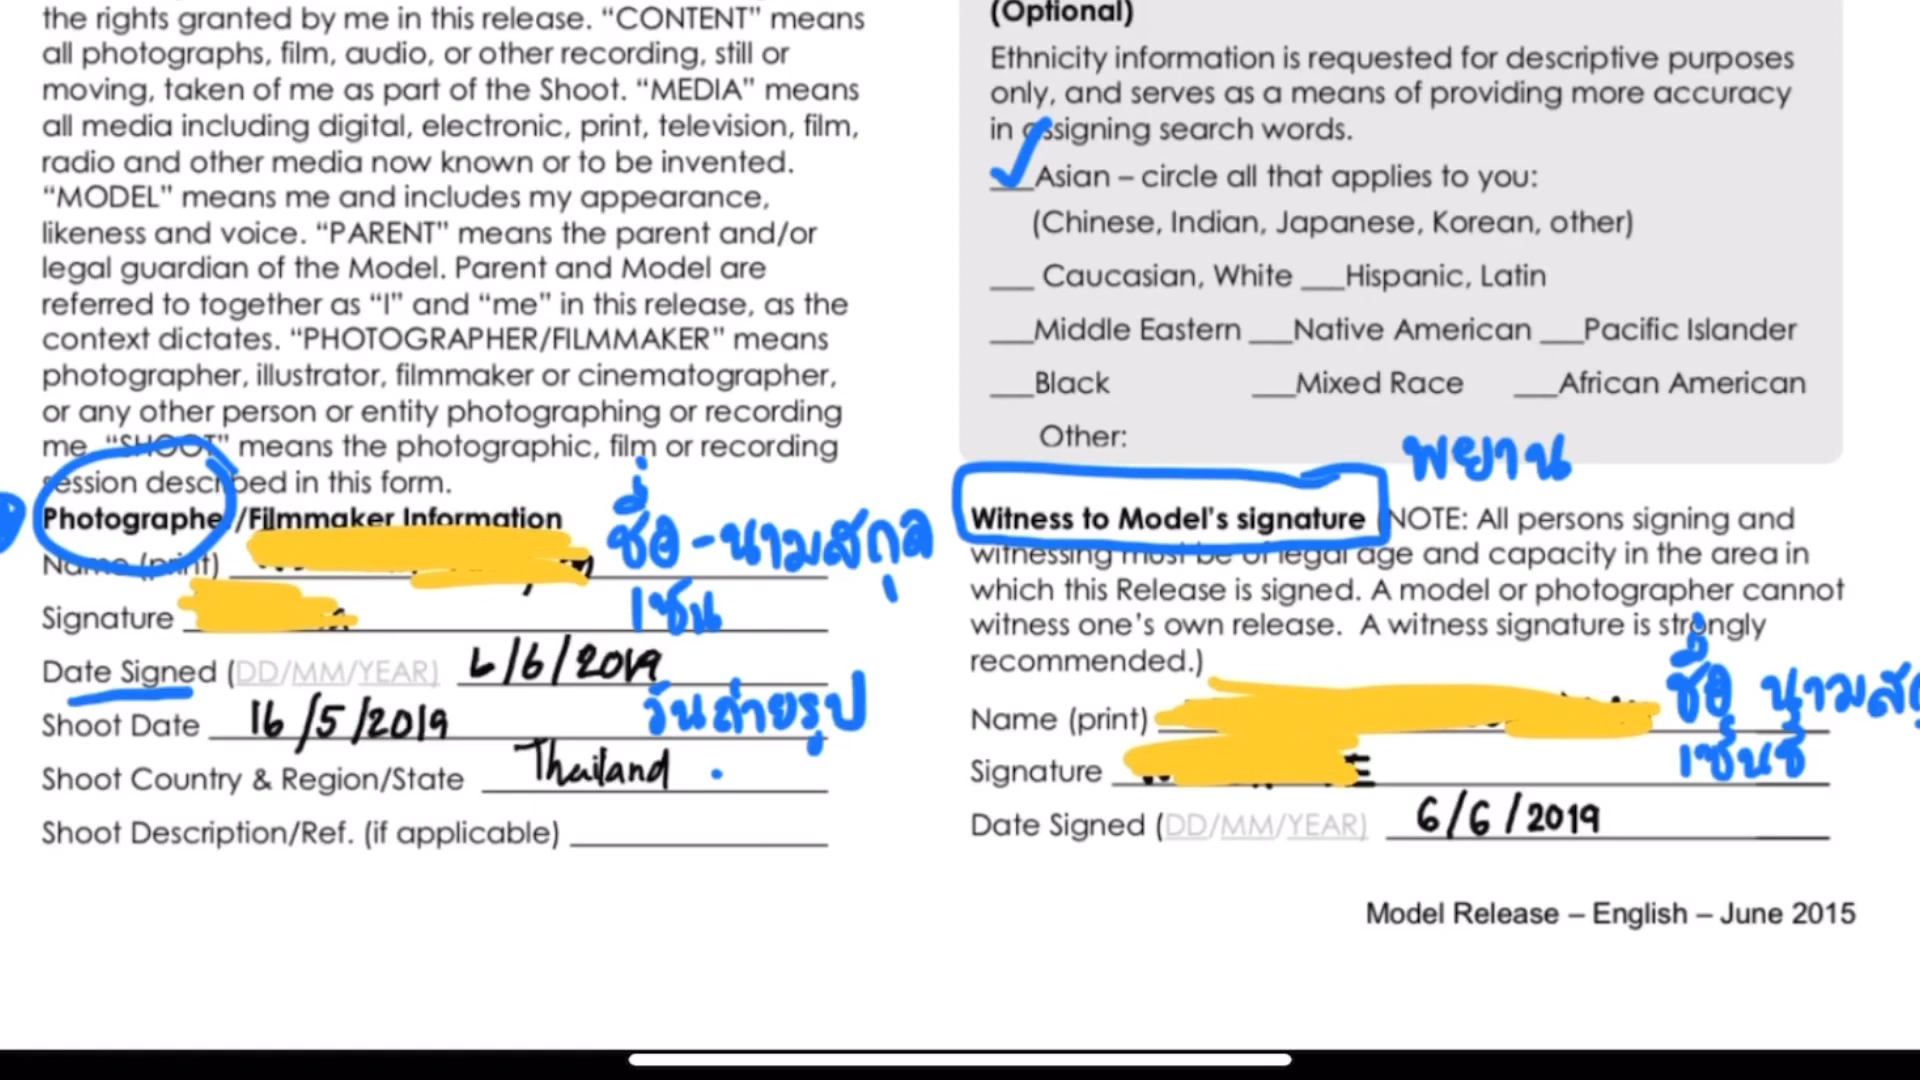 the rights granted by me in this release. “CONTENT” means
all photographs, film, audio, or other recording, still or
moving, taken of me as part of the Shoot. “MEDIA” means
all media including digital, electronic, print, television, film,
radio and other media now known or to be invented.
“MODEL” means me and includes my appearance,
likeness and voice. “PARENT” means the parent and/or
legal guardian of the Model. Parent and Model are
referred to together as “I” and “me” in this release, as the
context dictates. “PHOTOGRAPHER/FILMMAKER” means
photographer, illustrator, filmmaker or cinematographer,
or any other person or entity photographing or recording
me. “SHOOT” means the photographic, film or recording
session described in this form.
Photographer/Filmmaker Information
Name (print) ชื่อ-นามสกุล
Signature เซ็น
Date Signed (DD/MM/YEAR) 6/6/2019
Shoot Date 16/5/2019 วันถ่ายรูป
Shoot Country & Region/State Thailand
Shoot Description/Ref. (if applicable)
(Optional)
Ethnicity information is requested for descriptive purposes
only, and serves as a means of providing more accuracy
in assigning search words.
Asian – circle all that applies to you:
(Chinese, Indian, Japanese, Korean, other)
Caucasian, White Hispanic, Latin
Middle Eastern Native American Pacific Islander
Black Mixed Race African American
Other:
พยาน
Witness to Model’s signature (NOTE: All persons signing and
witnessing must be of legal age and capacity in the area in
which this Release is signed. A model or photographer cannot
witness one’s own release. A witness signature is strongly
recommended.)
Name (print) ชื่อ
Signature เซ็นชื่
Date Signed (DD/MM/YEAR) 6/6/2019
Model Release – English – June 2015